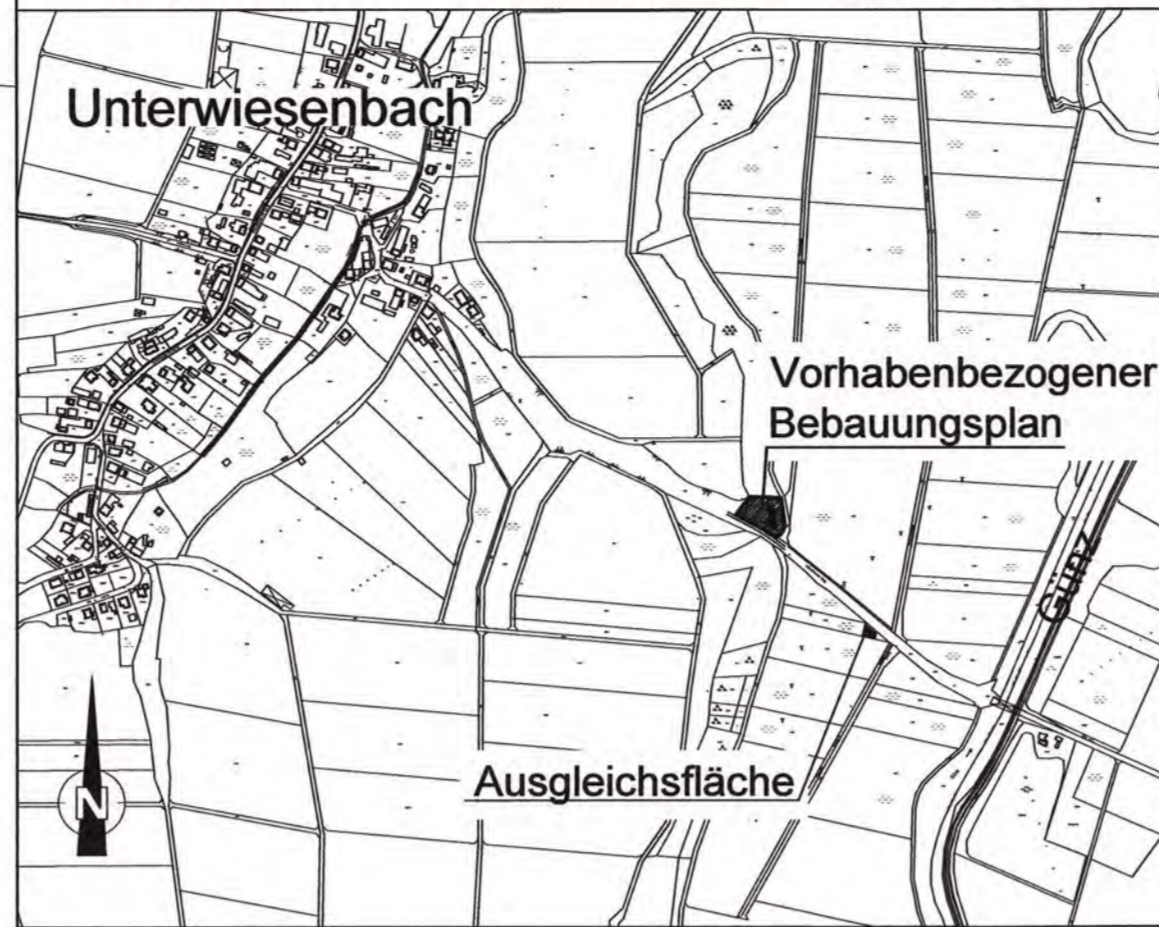 Unterwiesenbach
Vorhabenbezogener
Bebauungsplan
Günz
Ausgleichsfläche
N